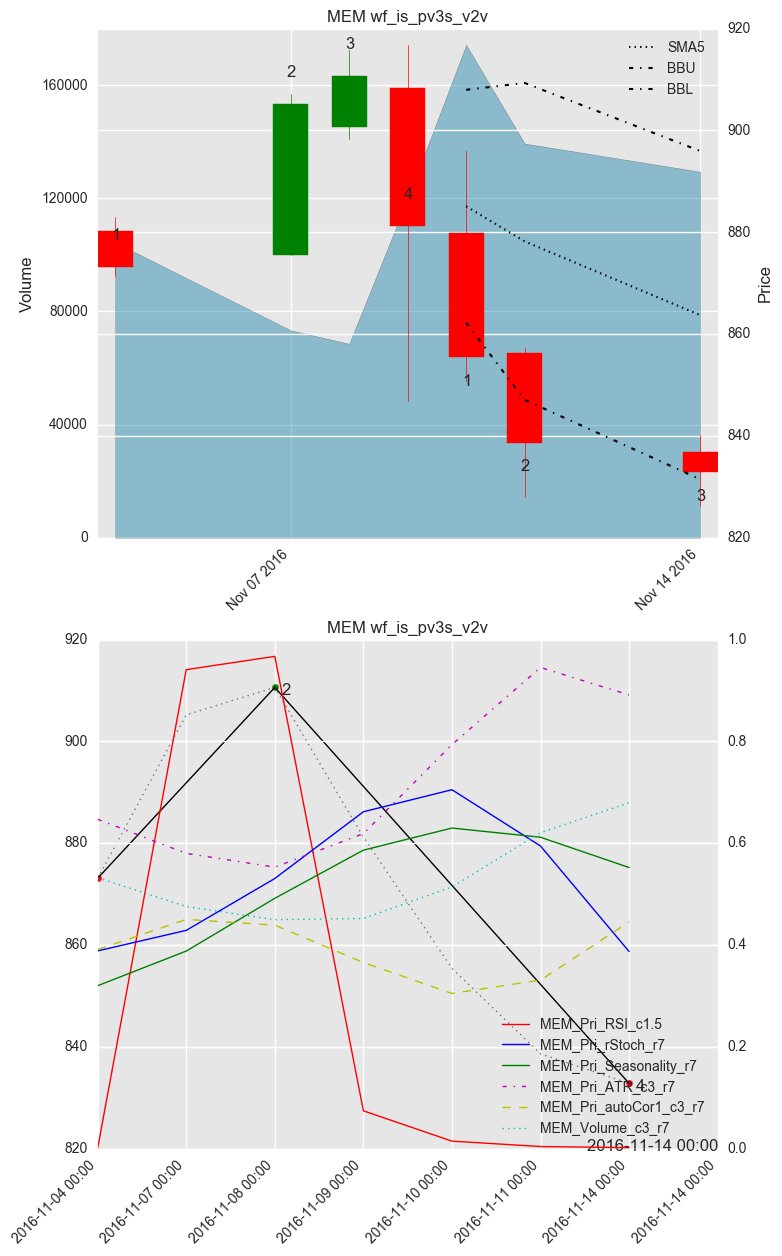 MEM wf_is_pv3s_v2v
920
SMA5
BBU
BBL
160000
900
120000
880
80000
860
40000
840
0
820
Volume
Price
1
2
3
4
1
2
3
Nov 07 2016
Nov 14 2016
MEM wf_is_pv3s_v2v
920
1.0
2
900
0.8
880
0.6
860
0.4
840
0.2
820
0.0
MEM_Pri_RSI_c1.5
MEM_Pri_rStoch_r7
MEM_Pri_Seasonality_r7
MEM_Pri_ATR_c3_r7
4
MEM_Pri_autoCor1_c3_r7
MEM_Volume_c3_r7
2016-11-14 00:00
2016-11-04 00:00
2016-11-07 00:00
2016-11-08 00:00
2016-11-09 00:00
2016-11-10 00:00
2016-11-11 00:00
2016-11-14 00:00
2016-11-14 00:00